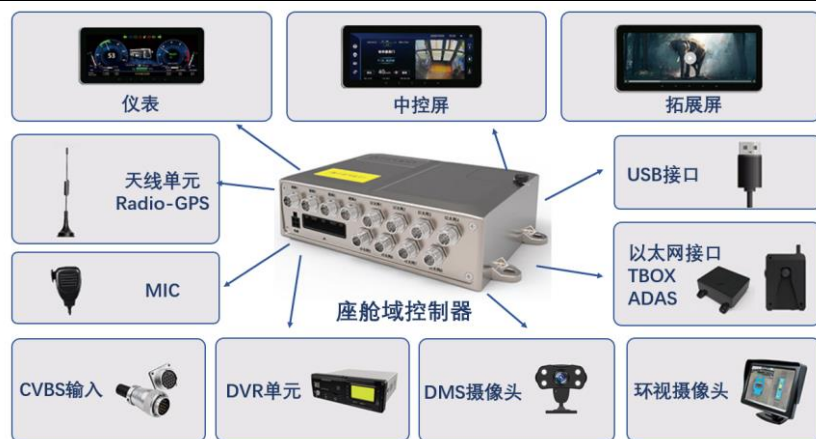 53
仪表
中控屏
拓展屏
天线单元
Radio-GPS
USB接口
MIC
以太网接口
TBOX
ADAS
座舱域控制器
CVBS输入
DVR单元
DMS摄像头
环视摄像头